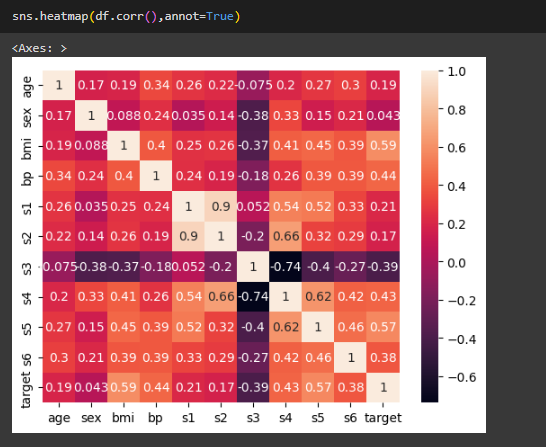 sns.heatmap(df.corr(),annot=True)
<Axes: >
age 1 0.17 0.19 0.34 0.26 0.22 -0.075 0.2 0.27 0.3 0.19
sex 0.17 1 0.088 0.24 0.035 0.14 -0.38 0.33 0.15 0.21 0.043
bmi 0.19 0.088 1 0.4 0.25 0.26 -0.37 0.41 0.45 0.39 0.59
bp 0.34 0.24 0.4 1 0.24 0.19 -0.18 0.26 0.39 0.39 0.44
s1 0.26 0.035 0.25 0.24 1 0.9 0.052 0.54 0.52 0.33 0.21
s2 0.22 0.14 0.26 0.19 0.9 1 -0.2 0.66 0.32 0.29 0.17
s3 -0.075 -0.38 -0.37 -0.18 0.052 -0.2 1 -0.74 -0.4 -0.27 -0.39
s4 0.2 0.33 0.41 0.26 0.54 0.66 -0.74 1 0.62 0.42 0.43
s5 0.27 0.15 0.45 0.39 0.52 0.32 -0.4 0.62 1 0.46 0.57
s6 0.3 0.21 0.39 0.39 0.33 0.29 -0.27 0.42 0.46 1 0.38
target 0.19 0.043 0.59 0.44 0.21 0.17 -0.39 0.43 0.57 0.38 1
age sex bmi bp s1 s2 s3 s4 s5 s6 target
1.0
0.8
0.6
0.4
0.2
0.0
-0.2
-0.4
-0.6